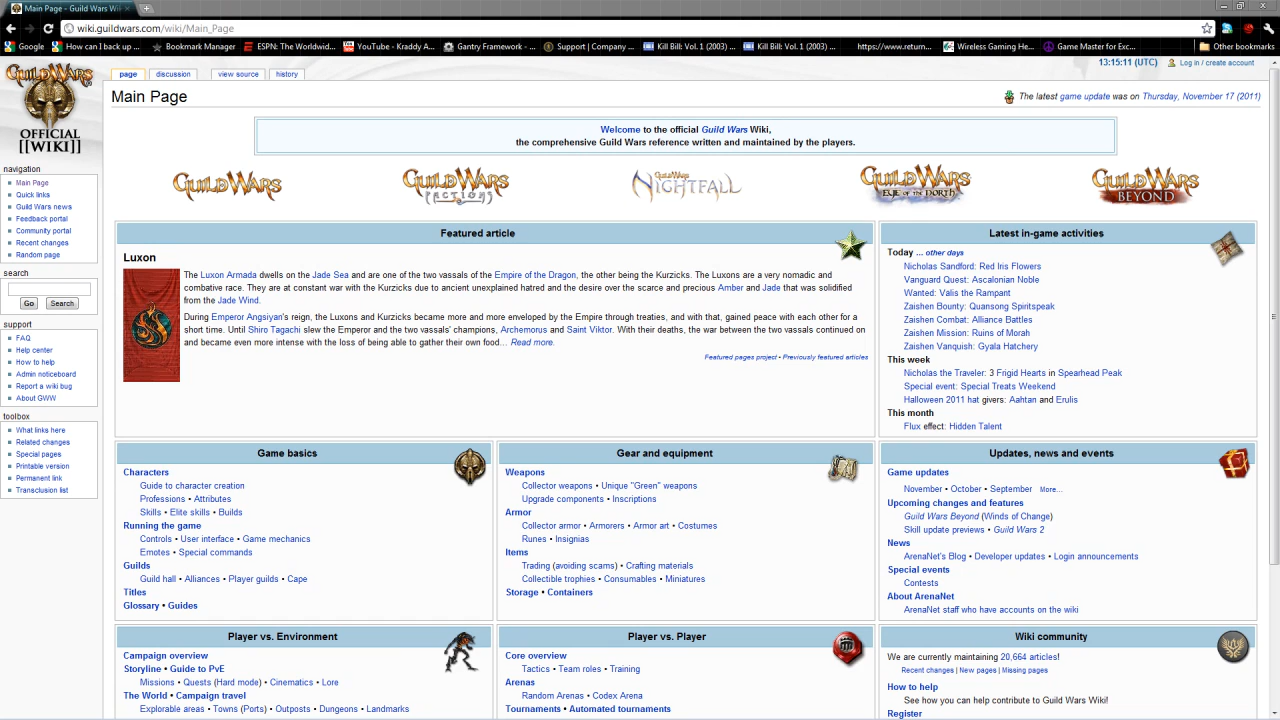 Main Page - Guild Wars Wi
wiki.guildwars.com/wiki/Main_Page
Google
How can I back up ...
Bookmark Manager
ESPN: The Worldwid...
YouTube - Kraddy A...
Gantry Framework - ...
Support | Company ...
Kill Bill: Vol. 1 (2003) ...
Kill Bill: Vol. 1 (2003) ...
https://www.return...
Wireless Gaming He...
Game Master for Exc...
Other bookmarks
13:15:11 (UTC)
Log in / create account
GUILD WARS
OFFICIAL
[[WIKI]]
page
discussion
view source
history
Main Page
The latest game update was on Thursday, November 17 (2011)
Welcome to the official Guild Wars Wiki,
the comprehensive Guild Wars reference written and maintained by the players.
GUILD WARS
GUILD WARS FACTIONS
GUILD WARS NIGHTFALL
GUILD WARS EYE OF THE NORTH
GUILD WARS BEYOND
navigation
Main Page
Quick links
Guild Wars news
Feedback portal
Community portal
Recent changes
Random page
search
Go
Search
support
FAQ
Help center
How to help
Admin noticeboard
Report a wiki bug
About GWW
toolbox
What links here
Related changes
Special pages
Printable version
Permanent link
Transclusion list
Featured article
Luxon
The Luxon Armada dwells on the Jade Sea and are one of the two vassals of the Empire of the Dragon, the other being the Kurzicks. The Luxons are a very nomadic and
combative race. They are at constant war with the Kurzicks due to ancient unexplained hatred and the desire over the scarce and precious Amber and Jade that was solidified
from the Jade Wind.
During Emperor Angsiyan's reign, the Luxons and Kurzicks became more and more enveloped by the Empire through treaties, and with that, gained peace with each other for a
short time. Until Shiro Tagachi slew the Emperor and the two vassals' champions, Archemorus and Saint Viktor. With their deaths, the war between the two vassals continued on
and became even more intense with the loss of being able to gather their own food... Read more.
Featured pages project • Previously featured articles
Latest in-game activities
Today ... other days
Nicholas Sandford: Red Iris Flowers
Vanguard Quest: Ascalonian Noble
Wanted: Valis the Rampant
Zaishen Bounty: Quansong Spiritspeak
Zaishen Combat: Alliance Battles
Zaishen Mission: Ruins of Morah
Zaishen Vanquish: Gyala Hatchery
This week
Nicholas the Traveler: 3 Frigid Hearts in Spearhead Peak
Special event: Special Treats Weekend
Halloween 2011 hat givers: Aahtan and Erulis
This month
Flux effect: Hidden Talent
Game basics
Characters
Guide to character creation
Professions • Attributes
Skills • Elite skills • Builds
Running the game
Controls • User interface • Game mechanics
Emotes • Special commands
Guilds
Guild hall • Alliances • Player guilds • Cape
Titles
Glossary • Guides
Gear and equipment
Weapons
Collector weapons • Unique "Green" weapons
Upgrade components • Inscriptions
Armor
Collector armor • Armorers • Armor art • Costumes
Runes • Insignias
Items
Trading (avoiding scams) • Crafting materials
Collectible trophies • Consumables • Miniatures
Storage • Containers
Updates, news and events
Game updates
November • October • September More...
Upcoming changes and features
Guild Wars Beyond (Winds of Change)
Skill update previews • Guild Wars 2
News
ArenaNet's Blog • Developer updates • Login announcements
Special events
Contests
About ArenaNet
ArenaNet staff who have accounts on the wiki
Player vs. Environment
Campaign overview
Storyline • Guide to PvE
Missions • Quests (Hard mode) • Cinematics • Lore
The World • Campaign travel
Explorable areas • Towns (Ports) • Outposts • Dungeons • Landmarks
Player vs. Player
Core overview
Tactics • Team roles • Training
Arenas
Random Arenas • Codex Arena
Tournaments • Automated tournaments
Wiki community
We are currently maintaining 20,664 articles!
Recent changes | New pages | Missing pages
How to help
See how you can help contribute to Guild Wars Wiki!
Register